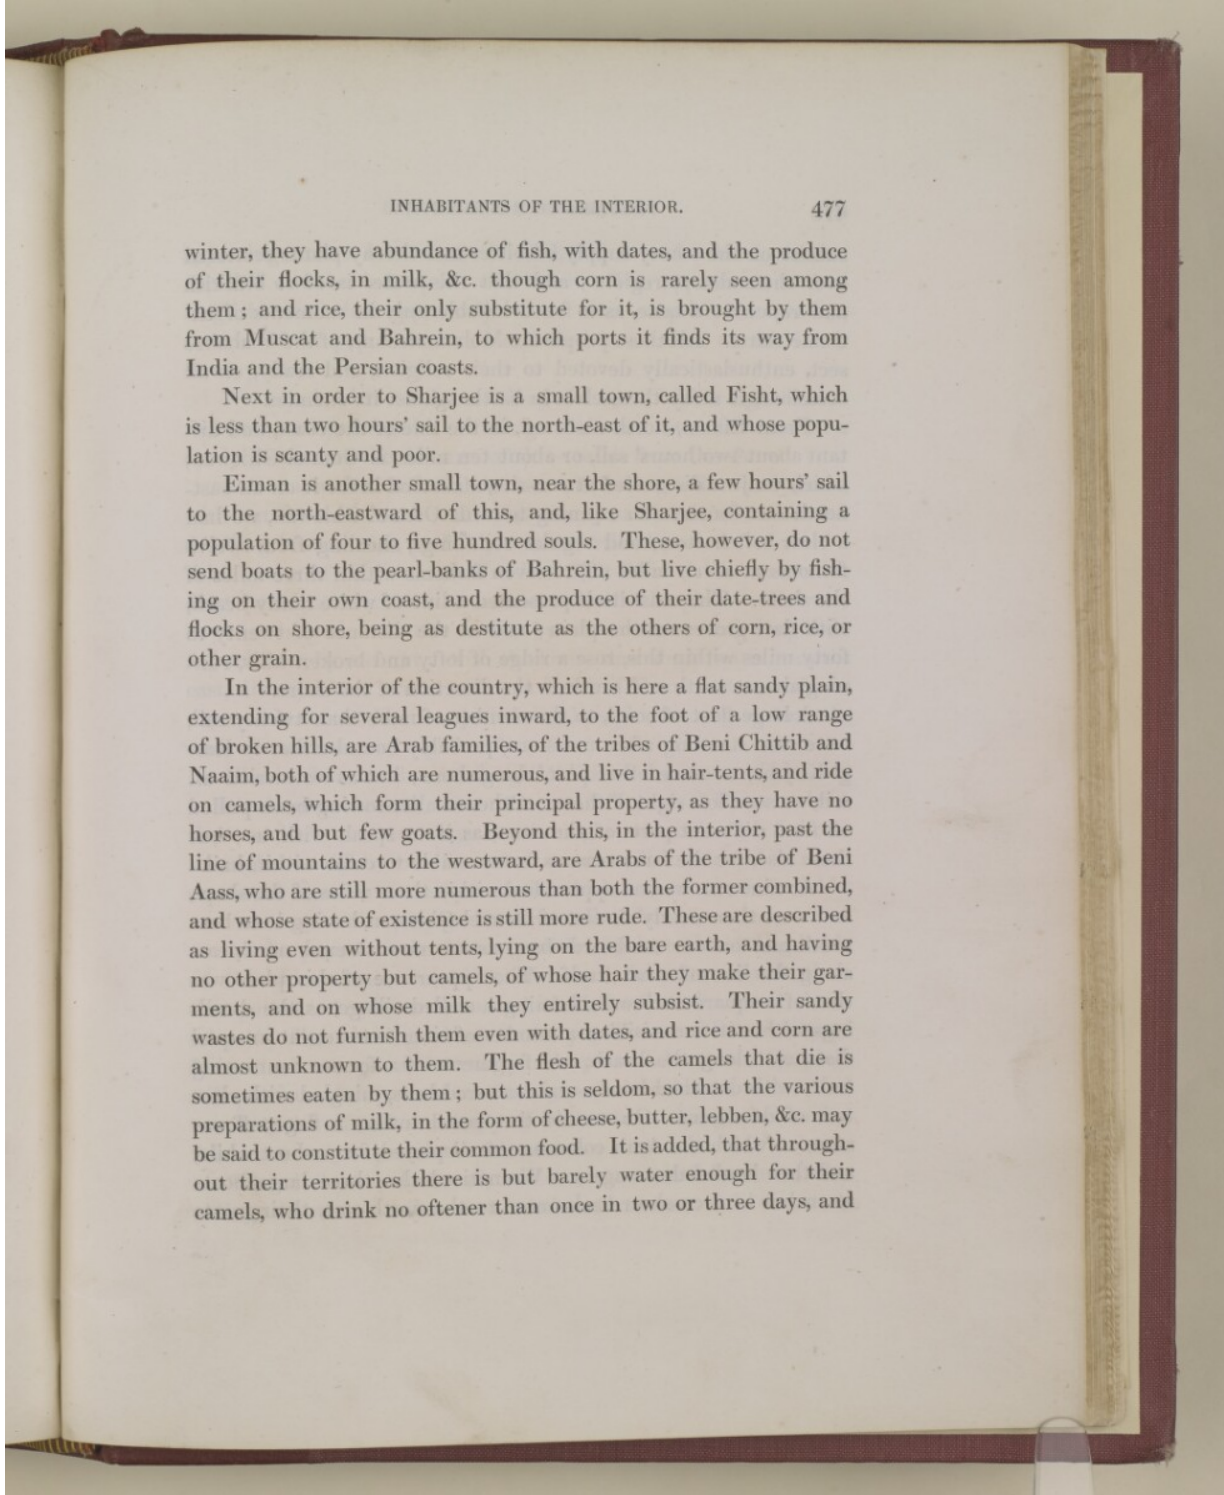 INHABITANTS OF THE INTERIOR. 477
winter, they have abundance of fish, with dates, and the produce
of their flocks, in milk, &c. though corn is rarely seen among
them; and rice, their only substitute for it, is brought by them
from Muscat and Bahrein, to which ports it finds its way from
India and the Persian coasts.
Next in order to Sharjee is a small town, called Fisht, which
is less than two hours' sail to the north-east of it, and whose popu-
lation is scanty and poor.
Eiman is another small town, near the shore, a few hours' sail
to the north-eastward of this, and, like Sharjee, containing a
population of four to five hundred souls. These, however, do not
send boats to the pearl-banks of Bahrein, but live chiefly by fish-
ing on their own coast, and the produce of their date-trees and
flocks on shore, being as destitute as the others of corn, rice, or
other grain.
In the interior of the country, which is here a flat sandy plain,
extending for several leagues inward, to the foot of a low range
of broken hills, are Arab families, of the tribes of Beni Chittib and
Naaim, both of which are numerous, and live in hair-tents, and ride
on camels, which form their principal property, as they have no
horses, and but few goats. Beyond this, in the interior, past the
line of mountains to the westward, are Arabs of the tribe of Beni
Aass, who are still more numerous than both the former combined,
and whose state of existence is still more rude. These are described
as living even without tents, lying on the bare earth, and having
no other property but camels, of whose hair they make their gar-
ments, and on whose milk they entirely subsist. Their sandy
wastes do not furnish them even with dates, and rice and corn are
almost unknown to them. The flesh of the camels that die is
sometimes eaten by them; but this is seldom, so that the various
preparations of milk, in the form of cheese, butter, lebben, &c. may
be said to constitute their common food. It is added, that through-
out their territories there is but barely water enough for their
camels, who drink no oftener than once in two or three days, and